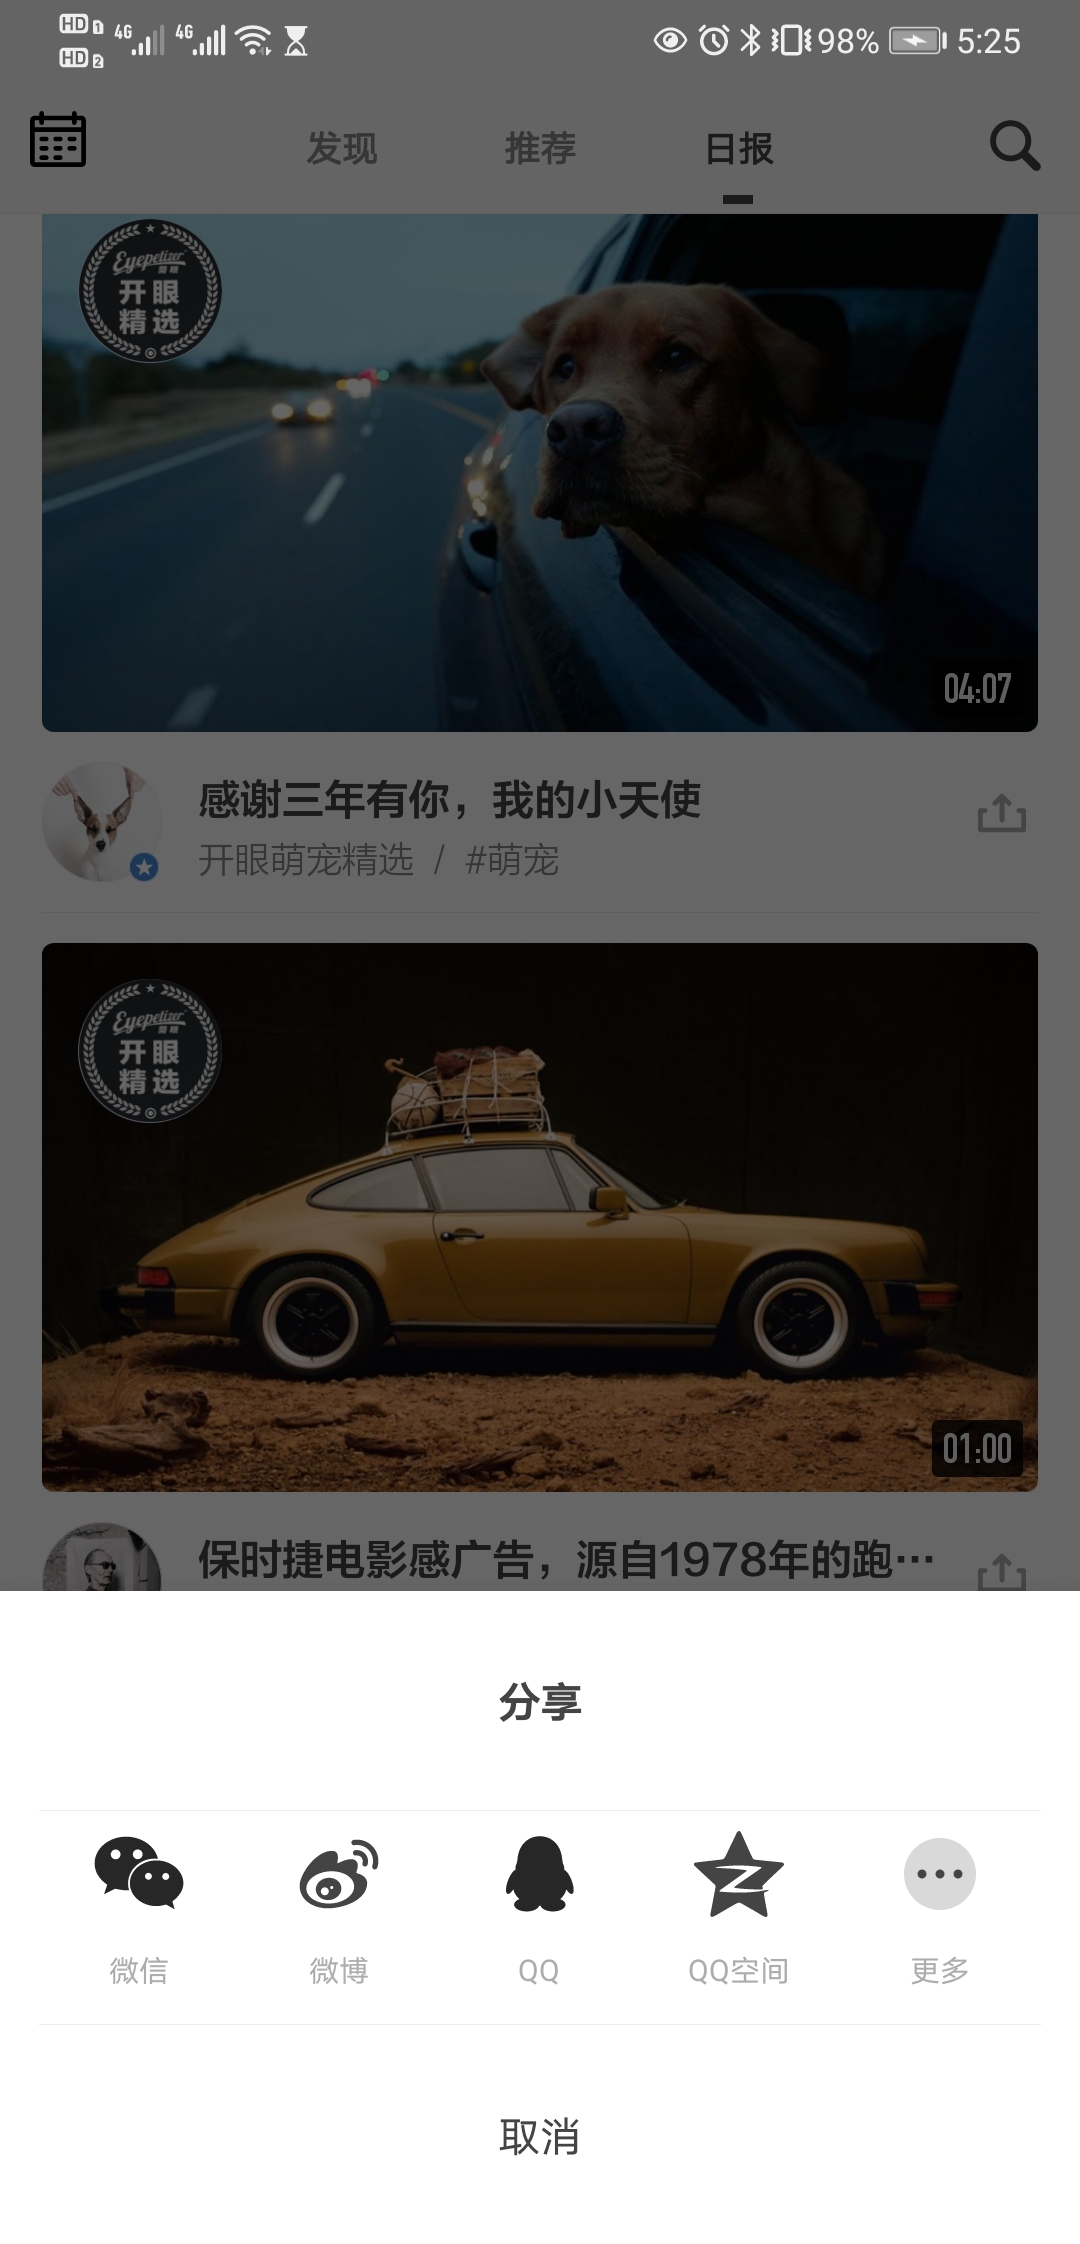 HD 1 4G 4G 98% 5:25
HD 2
发现 推荐 日报
Eyepetizer
開眼
开眼
精选
04:07
感谢三年有你，我的小天使
开眼萌宠精选 / #萌宠
Eyepetizer
開眼
开眼
精选
01:00
保时捷电影感广告，源自1978年的跑…
分享
微信 微博 QQ QQ空间 更多
取消